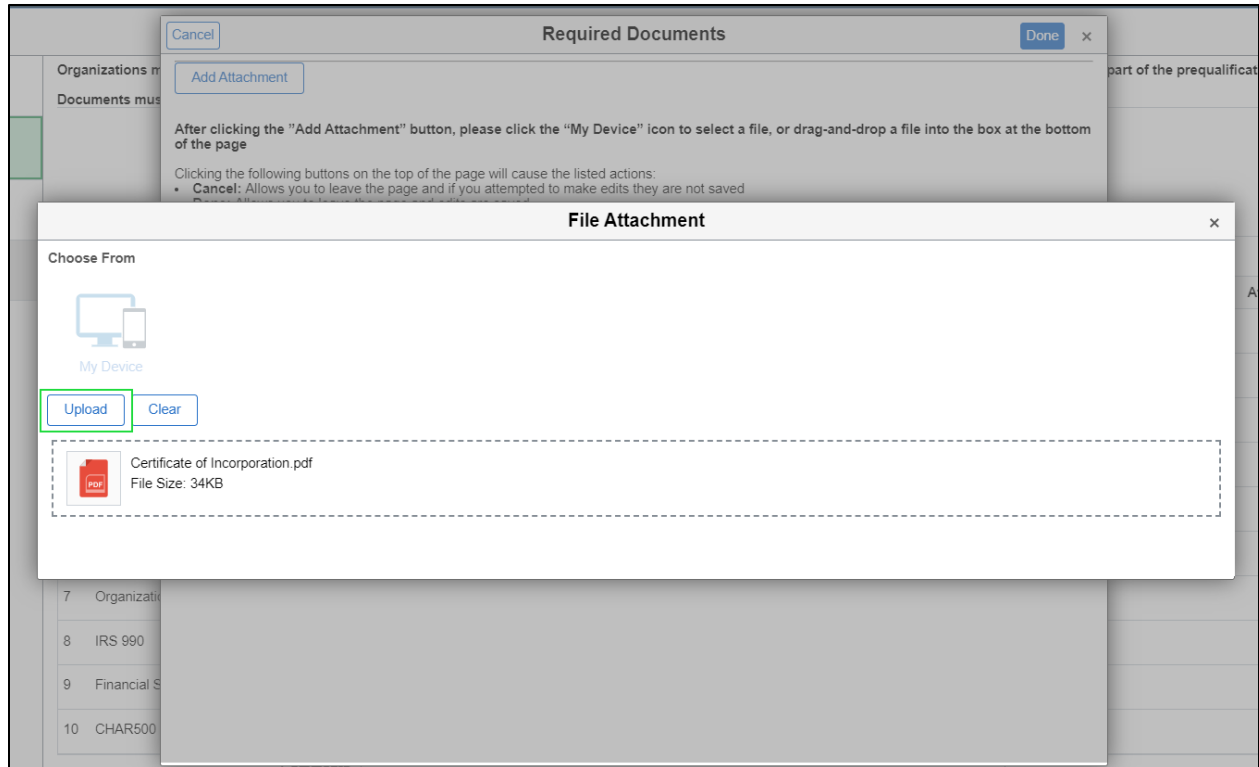 Cancel
Required Documents
Done
×
Organizations
part of the prequalificat
Add Attachment
Documents mus
After clicking the "Add Attachment" button, please click the “My Device” icon to select a file, or drag-and-drop a file into the box at the bottom
of the page
Clicking the following buttons on the top of the page will cause the listed actions:
• Cancel: Allows you to leave the page and if you attempted to make edits they are not saved
File Attachment
×
Choose From
My Device
Upload
Clear
PDF
Certificate of Incorporation.pdf
File Size: 34KB
7 Organizatio
8 IRS 990
9 Financial S
10 CHAR500